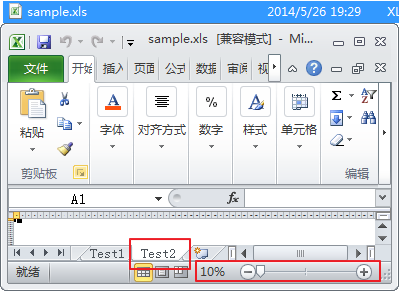 sample.xls 2014/5/26 19:29 XL
sample.xls [兼容模式] - Mi...
文件 开始 插入 页面 公式 数据 审阅 视
粘贴 字体 对齐方式 数字 样式 单元格
剪贴板 编辑
A1 fx
Test1 Test2
就绪 10%